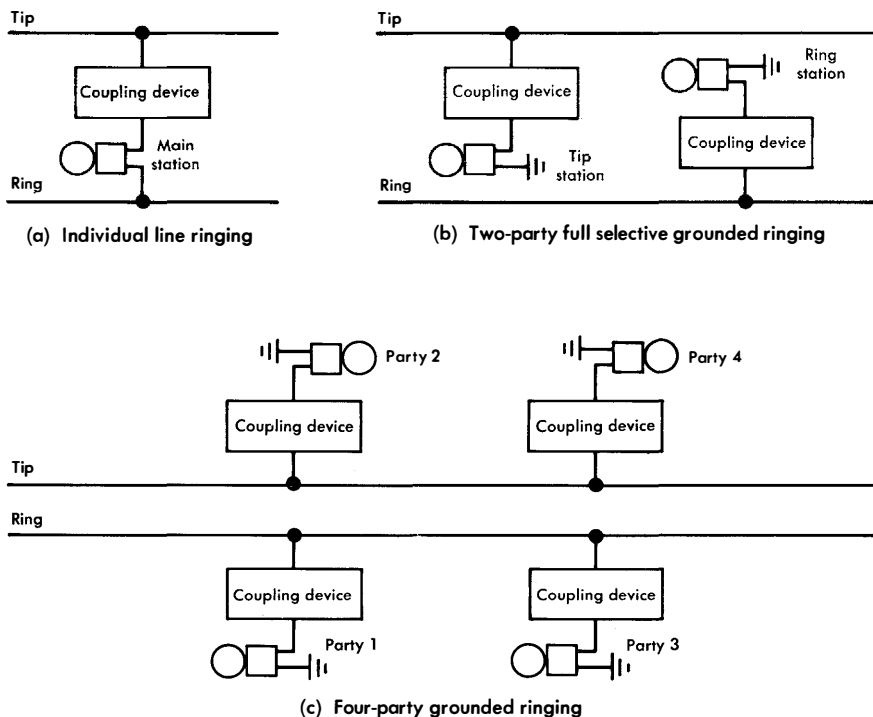 Tip
Coupling device
Main
station
Ring
(a) Individual line ringing
Tip
Coupling device
Tip
station
Ring
station
Coupling device
Ring
(b) Two-party full selective grounded ringing
Party 2
Party 4
Coupling device
Coupling device
Tip
Ring
Coupling device
Coupling device
Party 1
Party 3
(c) Four-party grounded ringing